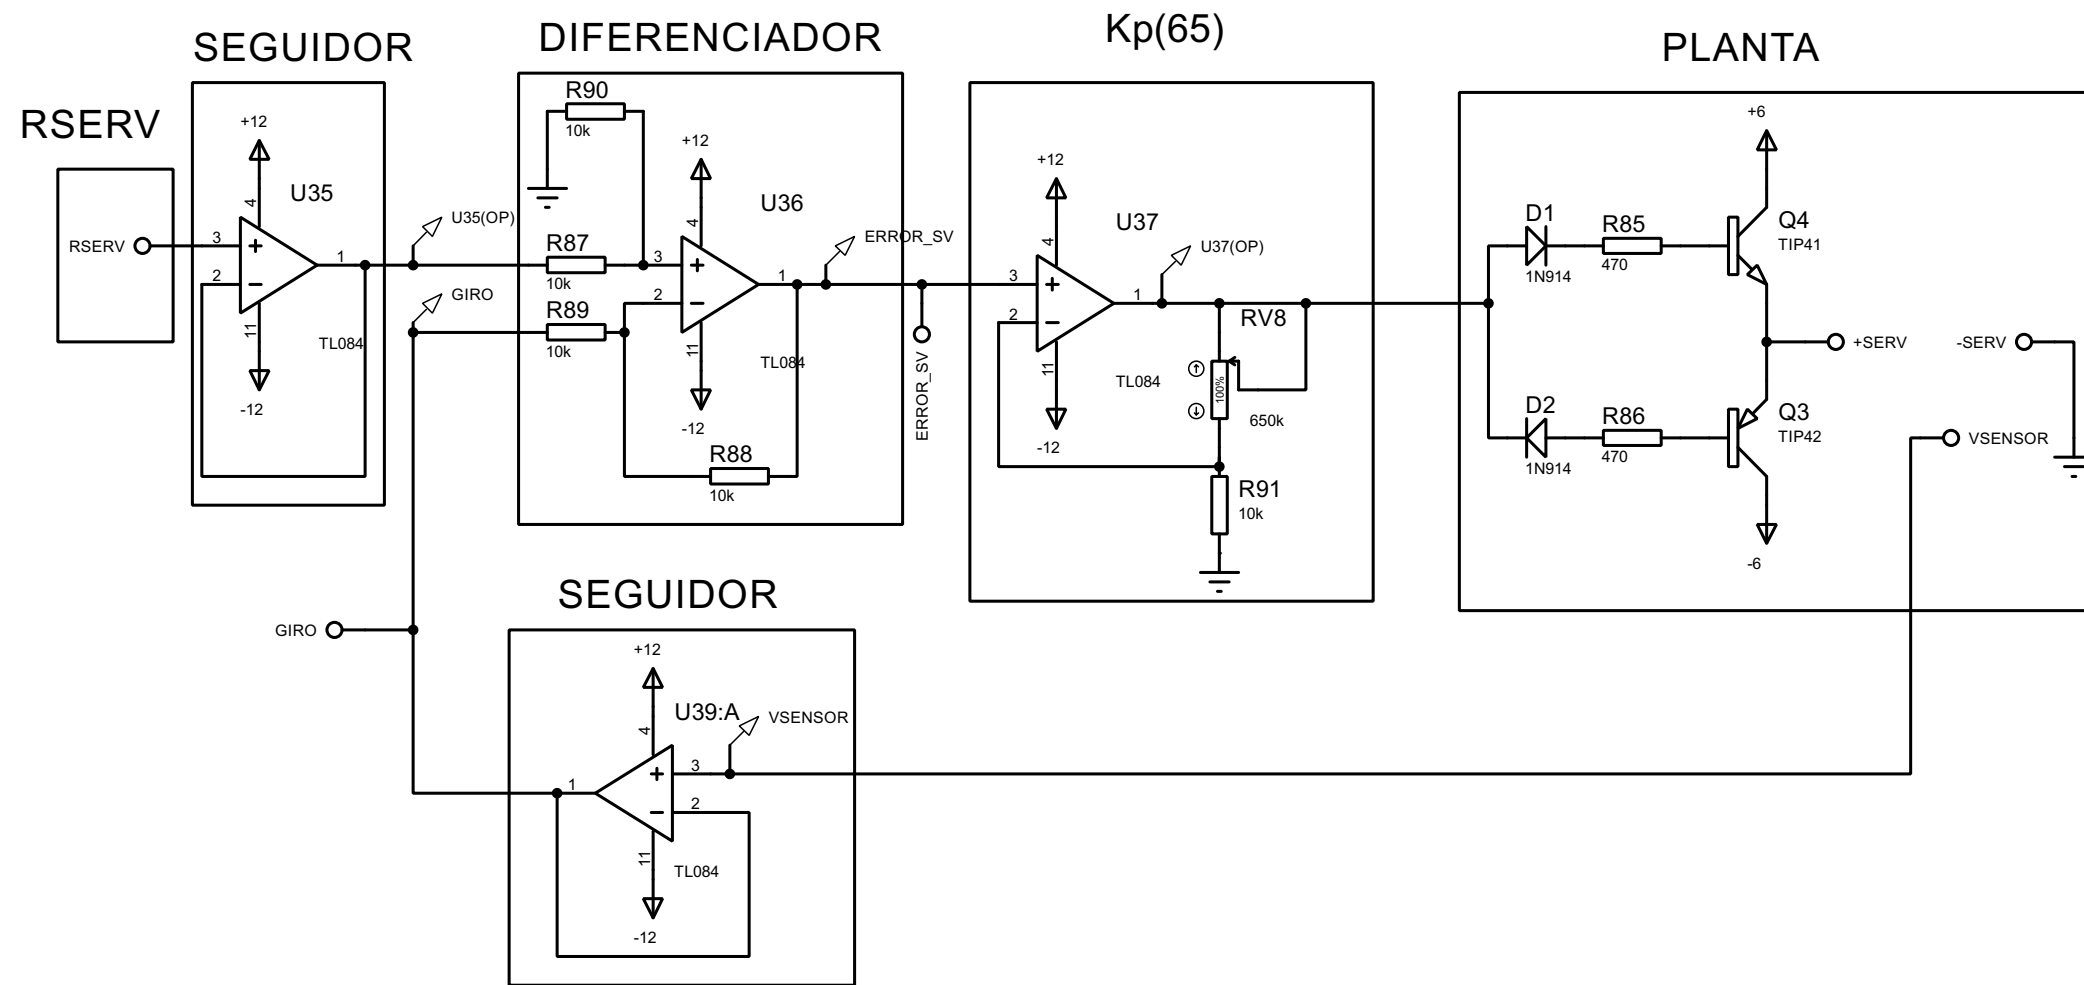 RSERV
RSERV
SEGUIDOR
+12
4
U35
3
2
1
11
TL084
-12
U35(OP)
GIRO
DIFERENCIADOR
R90
10k
+12
4
U36
R87
10k
3
R89
10k
2
1
11
TL084
-12
R88
10k
ERROR_SV
ERROR_SV
Kp(65)
+12
4
U37
3
2
1
U37(OP)
11
TL084
-12
RV8
100%
650k
R91
10k
PLANTA
+6
D1
1N914
R85
470
Q4
TIP41
+SERV
-SERV
D2
1N914
R86
470
Q3
TIP42
VSENSOR
-6
GIRO
SEGUIDOR
+12
4
U39:A
VSENSOR
3
1
2
11
TL084
-12